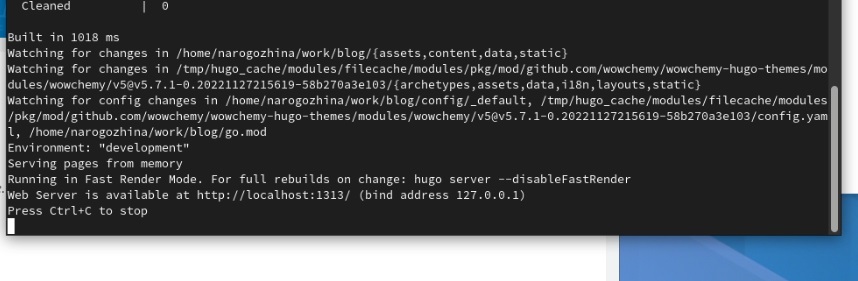 Cleaned | 0
Built in 1018 ms
Watching for changes in /home/narogozhina/work/blog/{assets,content,data,static}
Watching for changes in /tmp/hugo_cache/modules/filecache/modules/pkg/mod/github.com/wowchemy/wowchemy-hugo-themes/mo
dules/wowchemy/v5@v5.7.1-0.20221127215619-58b270a3e103/{archetypes,assets,data,i18n,layouts,static}
Watching for config changes in /home/narogozhina/work/blog/config/_default, /tmp/hugo_cache/modules/filecache/modules
/pkg/mod/github.com/wowchemy/wowchemy-hugo-themes/modules/wowchemy/v5@v5.7.1-0.20221127215619-58b270a3e103/config.yam
l, /home/narogozhina/work/blog/go.mod
Environment: "development"
Serving pages from memory
Running in Fast Render Mode. For full rebuilds on change: hugo server --disableFastRender
Web Server is available at http://localhost:1313/ (bind address 127.0.0.1)
Press Ctrl+C to stop